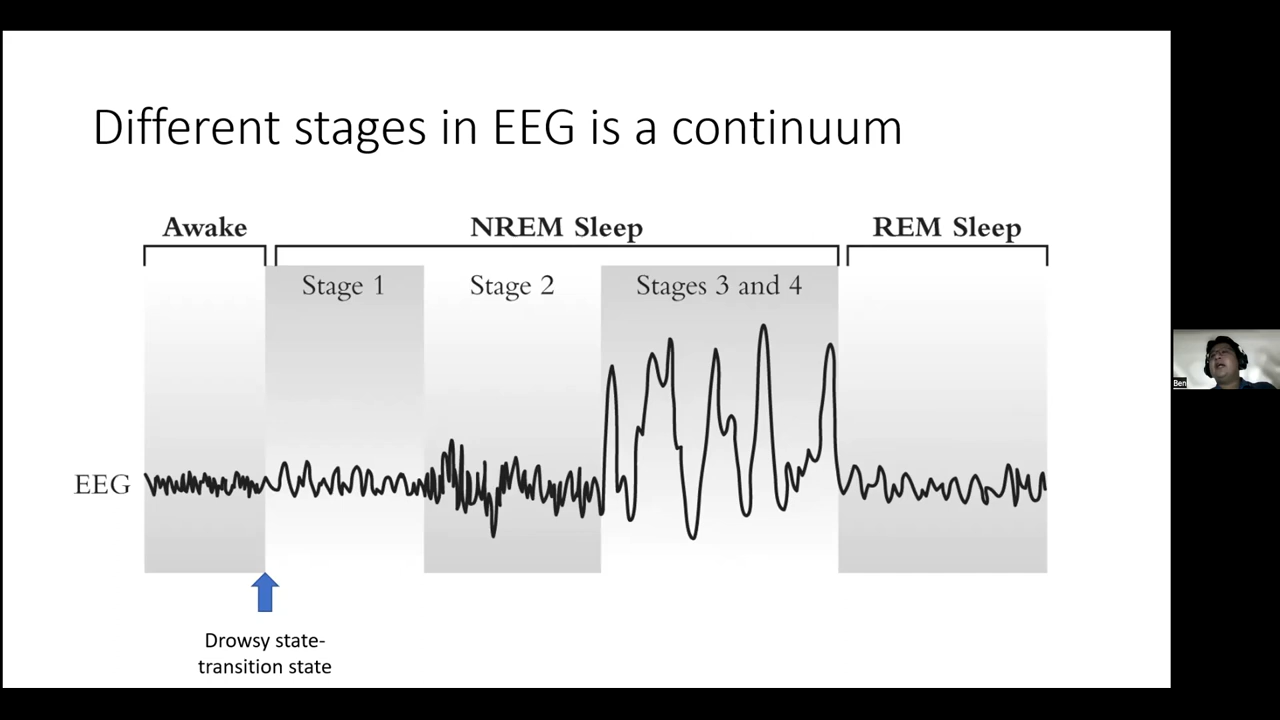 Different stages in EEG is a continuum
Awake
NREM Sleep
REM Sleep
Stage 1
Stage 2
Stages 3 and 4
EEG
Drowsy state-
transition state
Ben